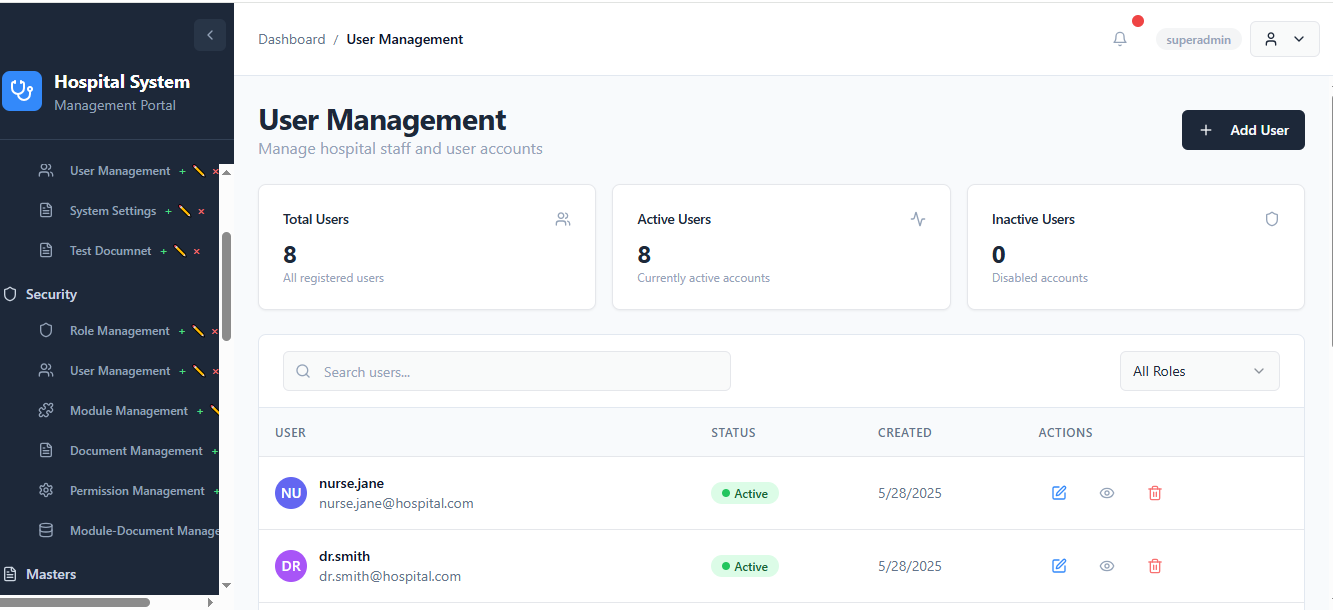 Hospital System
Management Portal
User Management
System Settings
Test Documnet
Security
Role Management
User Management
Module Management
Document Management
Permission Management
Module-Document Manage
Masters
Dashboard / User Management
superadmin
User Management
Manage hospital staff and user accounts
+ Add User
Total Users
8
All registered users
Active Users
8
Currently active accounts
Inactive Users
0
Disabled accounts
Search users...
All Roles
USER STATUS CREATED ACTIONS
NU nurse.jane
nurse.jane@hospital.com
Active
5/28/2025
DR dr.smith
dr.smith@hospital.com
Active
5/28/2025